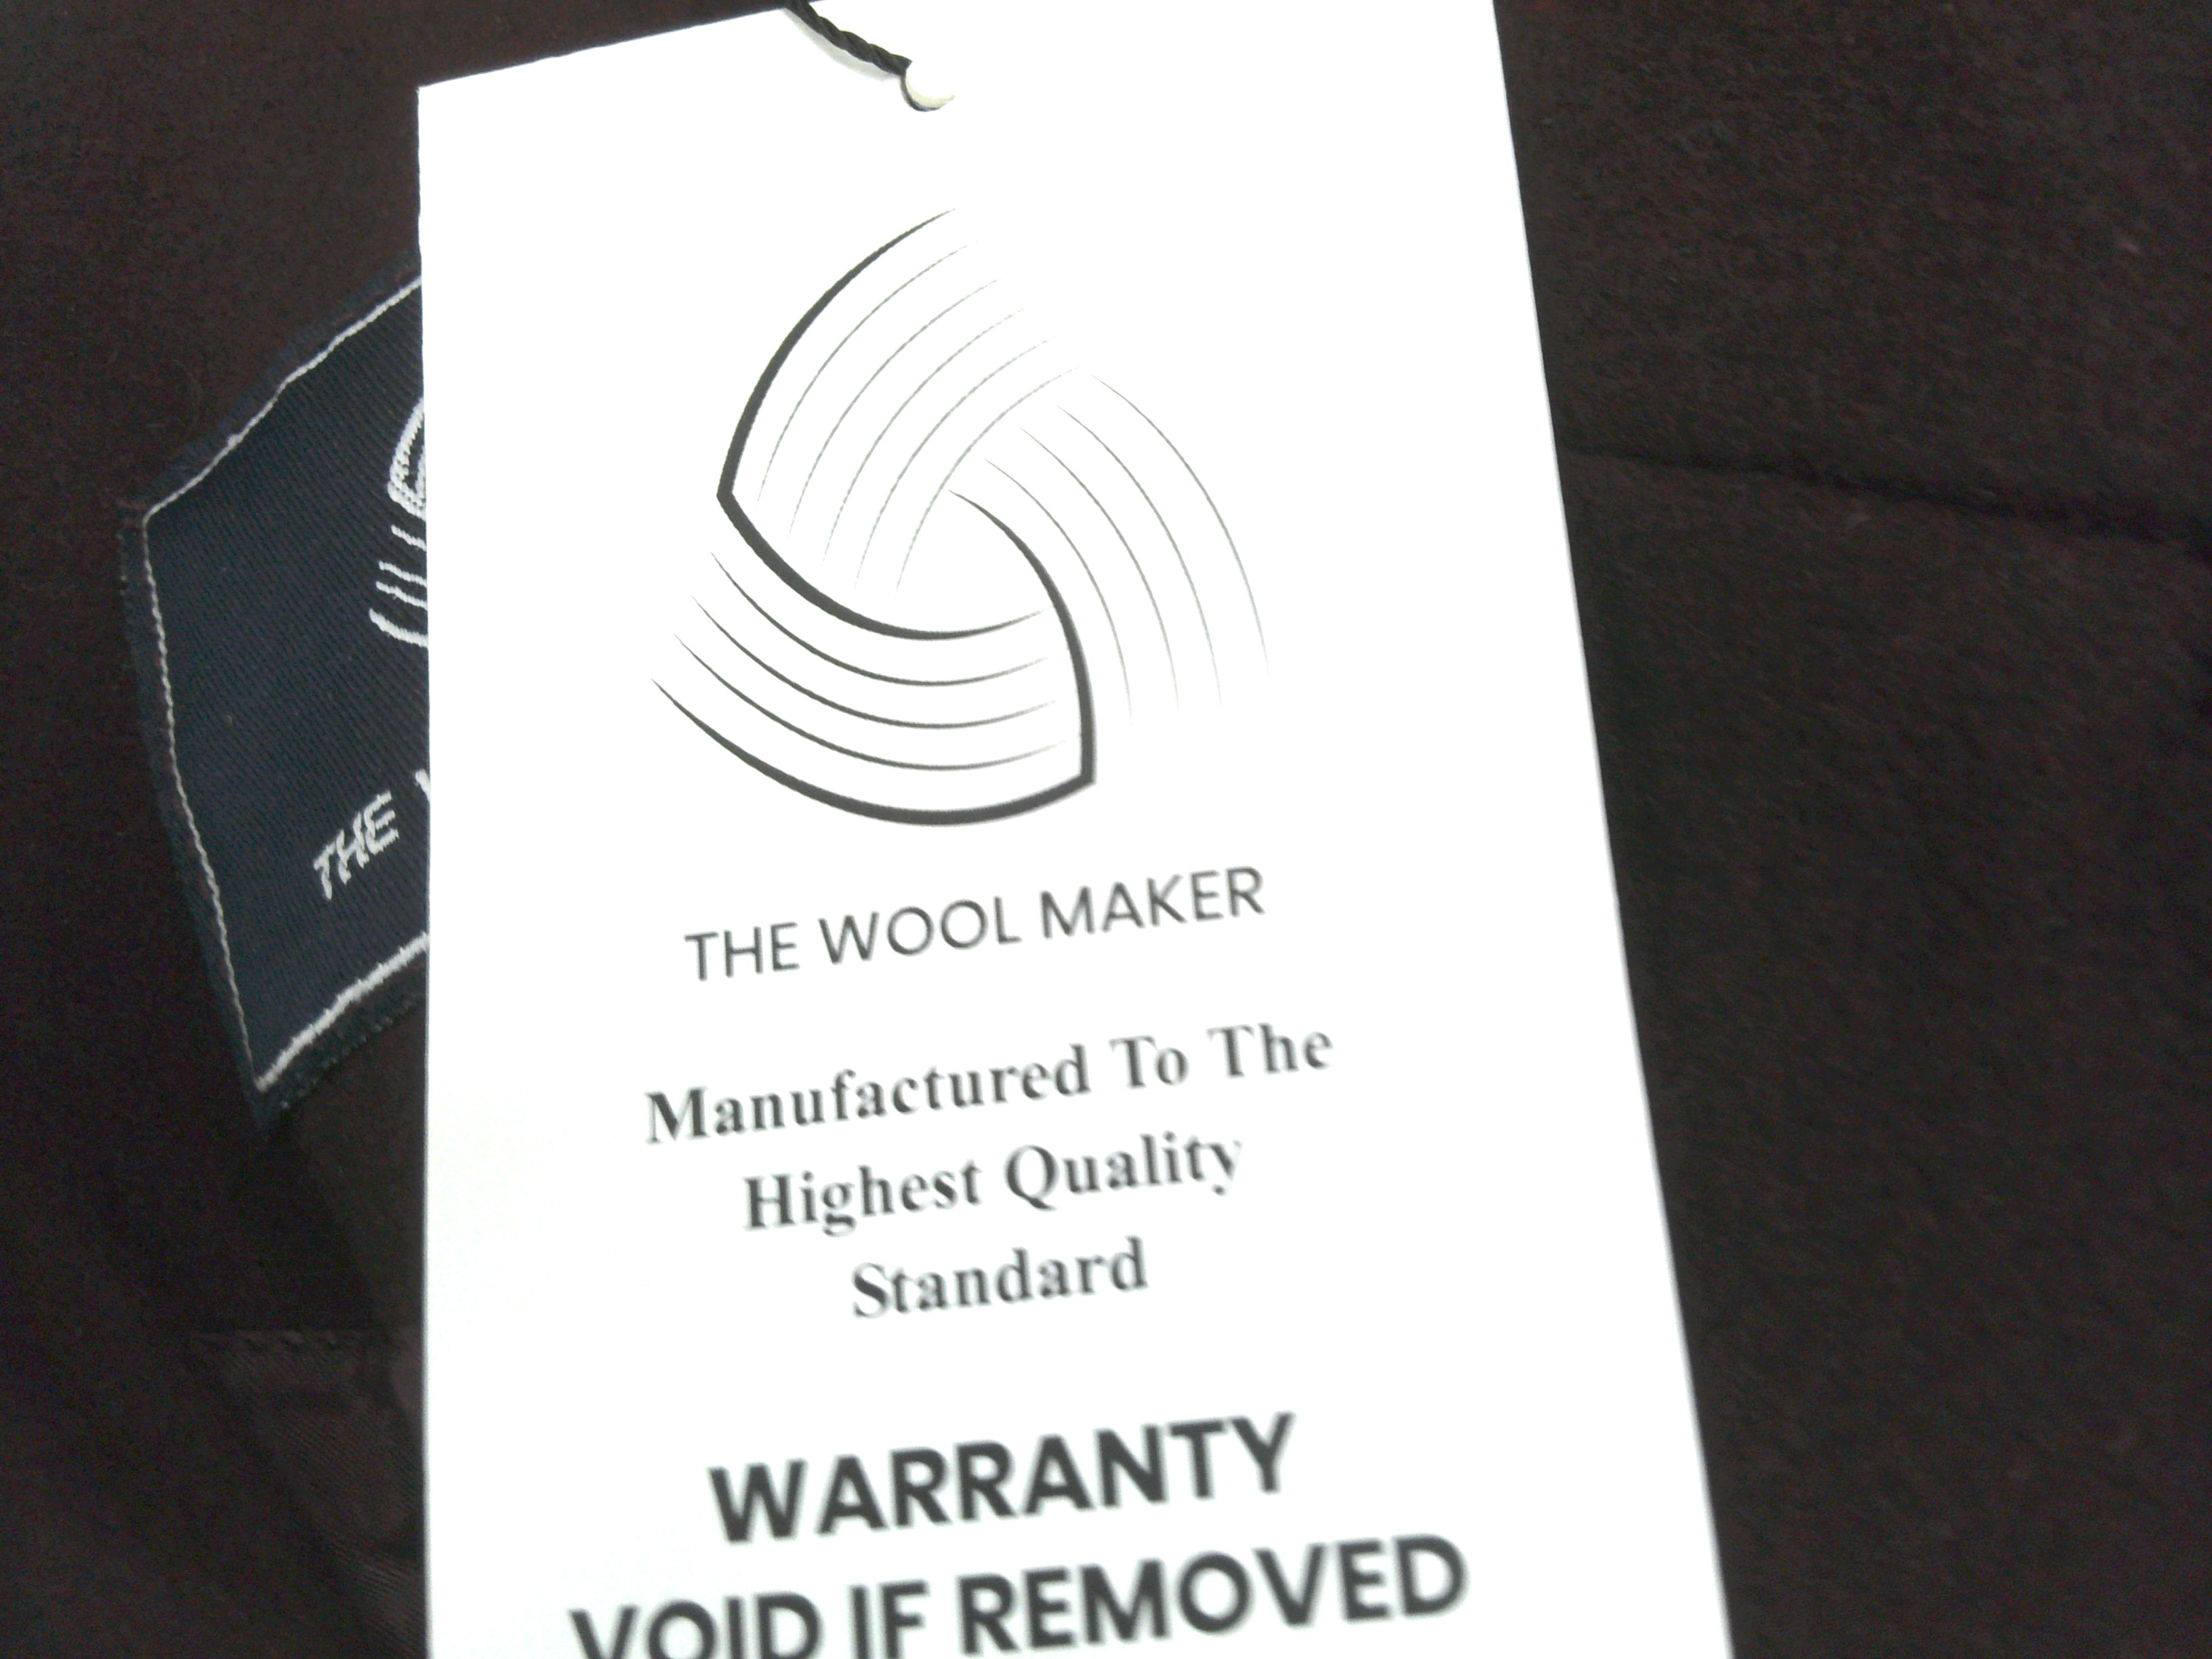 THE
THE WOOL MAKER
Manufactured To The
Highest Quality
Standard
WARRANTY
VOID IF REMOVED